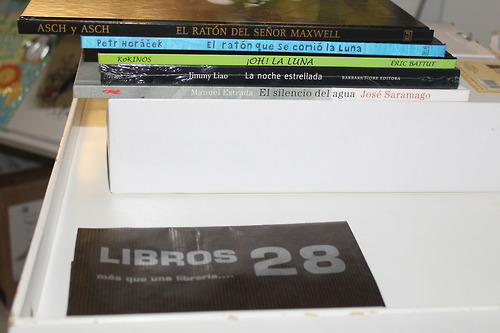 ASCH y ASCH EL RATÓN DEL SEÑOR MAXWELL
Petr Horáček El ratón que se comió la Luna
KóKINOS ¡OH! LA LUNA ÉRIC BATTUT
Jimmy Liao La noche estrellada BARBARA FIORE EDITORA
Manuel Estrada El silencio del agua José Saramago
LIBROS 28
más que una librería....